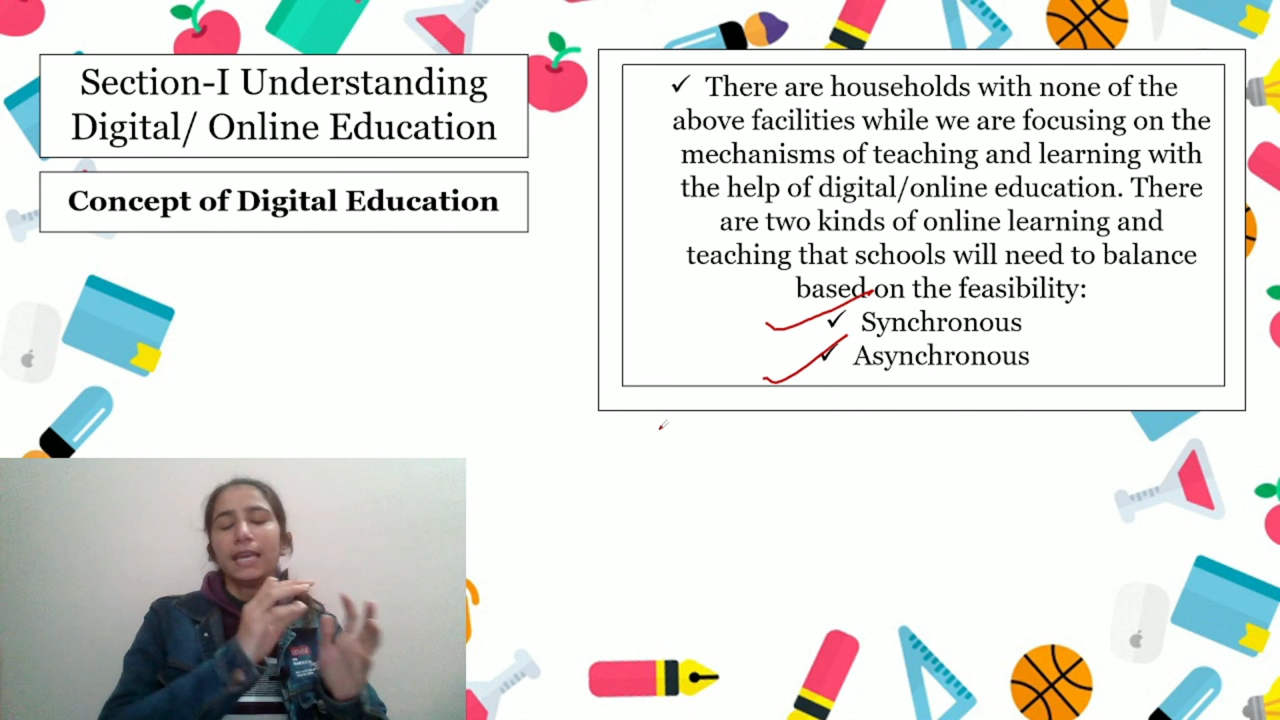 Section-I Understanding
Digital/ Online Education
Concept of Digital Education
✓ There are households with none of the
above facilities while we are focusing on the
mechanisms of teaching and learning with
the help of digital/online education. There
are two kinds of online learning and
teaching that schools will need to balance
based on the feasibility:
✓ Synchronous
✓ Asynchronous